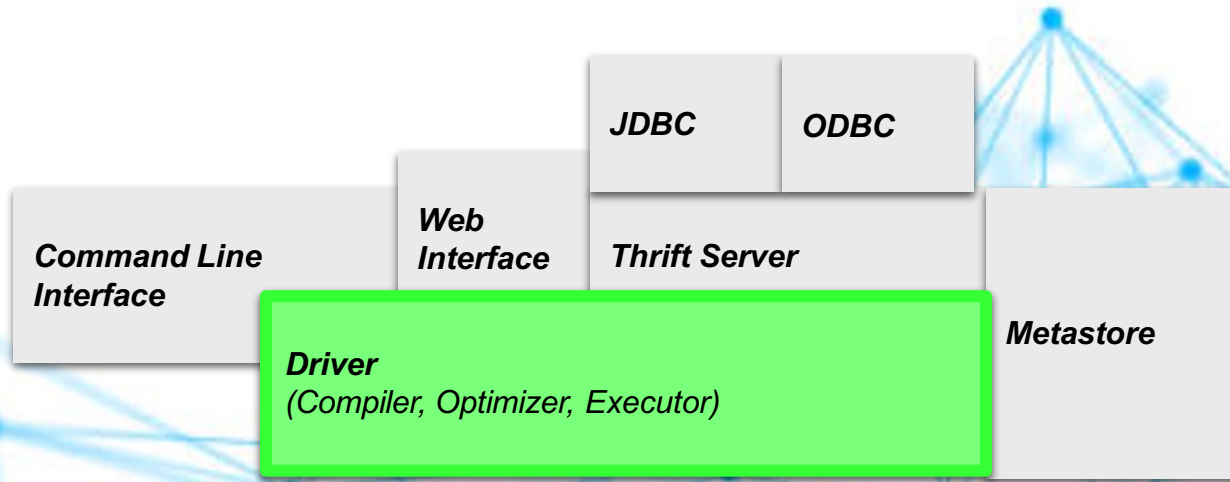 JDBC
ODBC
Web
Interface
Command Line
Interface
Thrift Server
Metastore
Driver
(Compiler, Optimizer, Executor)